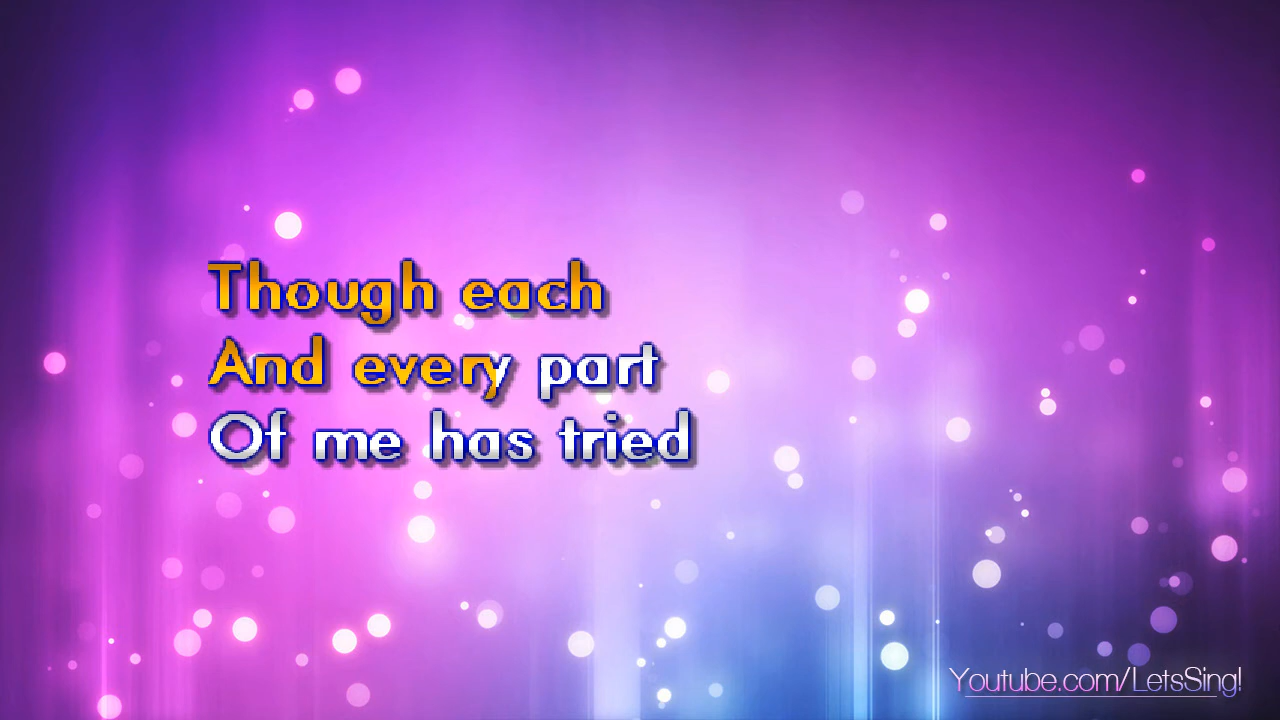 Though each
And every part
Of me has tried
Youtube.com/LetsSing!